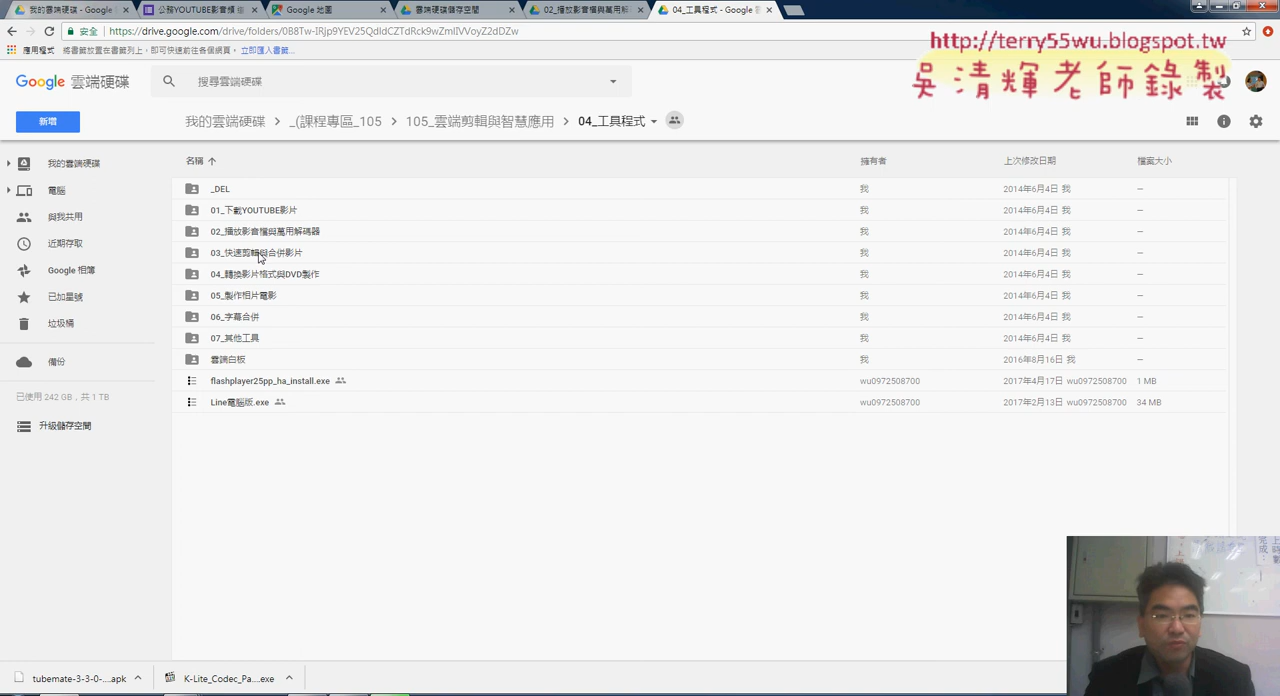 我的雲端硬碟 - Google
公務YOUTUBE影音頻
Google 地圖
雲端硬碟儲存空間
02_播放影音檔與萬用解
04_工具程式 - Google
安全 https://drive.google.com/drive/folders/0B8Tw-IRjp9YEV25QdldCZTdRck9wZmlIVVoyZ2dDZw
應用程式 將書籤放置在書籤列上，即可快速前往各個網頁。 立即匯入書籤...
http://terry55wu.blogspot.tw
吳清輝老師錄製
Google 雲端硬碟
搜尋雲端硬碟
新增
我的雲端硬碟 > _(課程專區_105 > 105_雲端剪輯與智慧應用 > 04_工具程式
名稱 擁有者 上次修改日期 檔案大小
我的雲端硬碟
電腦
與我共用
近期存取
Google 相簿
已加星號
垃圾桶
備份
已使用 242 GB，共 1 TB
升級儲存空間
_DEL 我 2014年6月4日 我 –
01_下載YOUTUBE影片 我 2014年6月4日 我 –
02_播放影音檔與萬用解碼器 我 2014年6月4日 我 –
03_快速剪輯與合併影片 我 2014年6月4日 我 –
04_轉換影片格式與DVD製作 我 2014年6月4日 我 –
05_製作相片電影 我 2014年6月4日 我 –
06_字幕合併 我 2014年6月4日 我 –
07_其他工具 我 2014年6月4日 我 –
雲端白板 我 2016年8月16日 我 –
flashplayer25pp_ha_install.exe wu0972508700 2017年4月17日 wu0972508700 1 MB
Line電腦版.exe wu0972508700 2017年2月13日 wu0972508700 34 MB
tubemate-3-3-0-....apk
K-Lite_Codec_Pa....exe